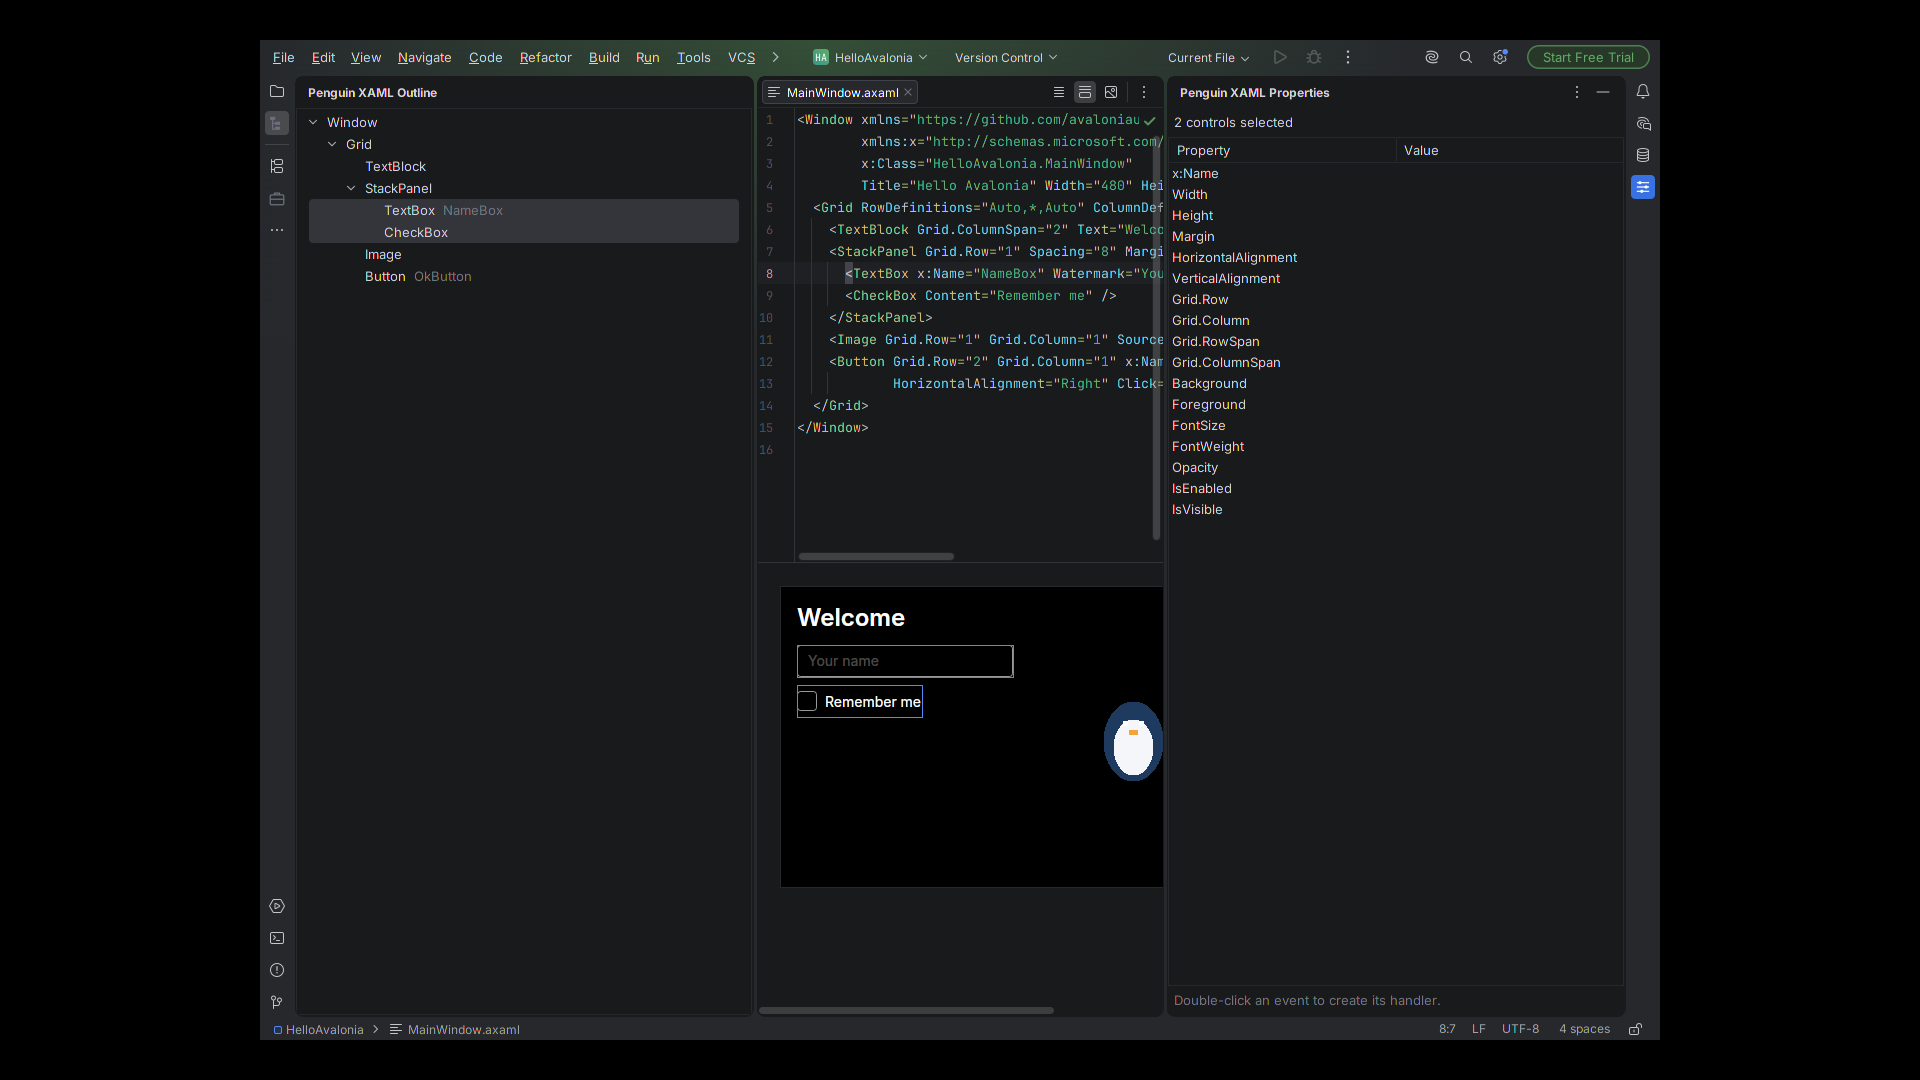 File Edit View Navigate Code Refactor Build Run Tools VCS HA HelloAvalonia Version Control Current File Start Free Trial
Penguin XAML Outline
Window
Grid
TextBlock
StackPanel
TextBox NameBox
CheckBox
Image
Button OkButton
MainWindow.axaml
1 <Window xmlns="https://github.com/avaloniau
2 xmlns:x="http://schemas.microsoft.com/
3 x:Class="HelloAvalonia.MainWindow"
4 Title="Hello Avalonia" Width="480" Hei
5 <Grid RowDefinitions="Auto,*,Auto" ColumnDef
6 <TextBlock Grid.ColumnSpan="2" Text="Welco
7 <StackPanel Grid.Row="1" Spacing="8" Margi
8 <TextBox x:Name="NameBox" Watermark="You
9 <CheckBox Content="Remember me" />
10 </StackPanel>
11 <Image Grid.Row="1" Grid.Column="1" Source
12 <Button Grid.Row="2" Grid.Column="1" x:Nam
13 HorizontalAlignment="Right" Click=
14 </Grid>
15 </Window>
16
Welcome
Your name
Remember me
Penguin XAML Properties
2 controls selected
Property Value
x:Name
Width
Height
Margin
HorizontalAlignment
VerticalAlignment
Grid.Row
Grid.Column
Grid.RowSpan
Grid.ColumnSpan
Background
Foreground
FontSize
FontWeight
Opacity
IsEnabled
IsVisible
Double-click an event to create its handler.
HelloAvalonia MainWindow.axaml 8:7 LF UTF-8 4 spaces